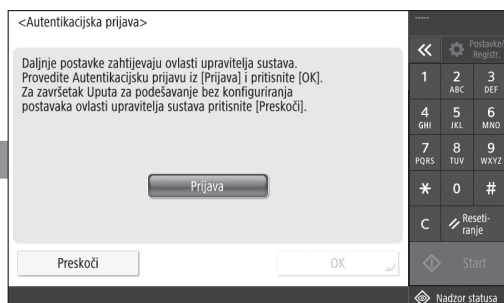 <Autentikacijska prijava>
Daljnje postavke zahtijevaju ovlasti upravitelja sustava.
Provedite Autentikacijsku prijavu iz [Prijava] i pritisnite [OK].
Za završetak Uputa za podešavanje bez konfiguriranja
postavaka ovlasti upravitelja sustava pritisnite [Preskoči].
Prijava
Preskoči
OK
-----
Postavke/
Registr.
1 2 3
ABC DEF
4 5 6
GHI JKL MNO
7 8 9
PQRS TUV WXYZ
* 0 #
C Reseti-
ranje
Start
Nadzor statusa